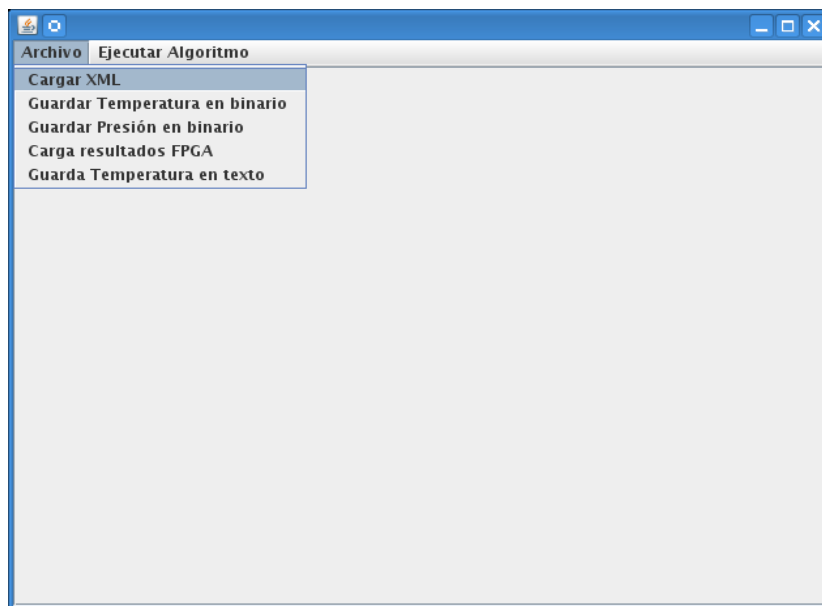 Archivo Ejecutar Algoritmo
Cargar XML
Guardar Temperatura en binario
Guardar Presión en binario
Carga resultados FPGA
Guarda Temperatura en texto